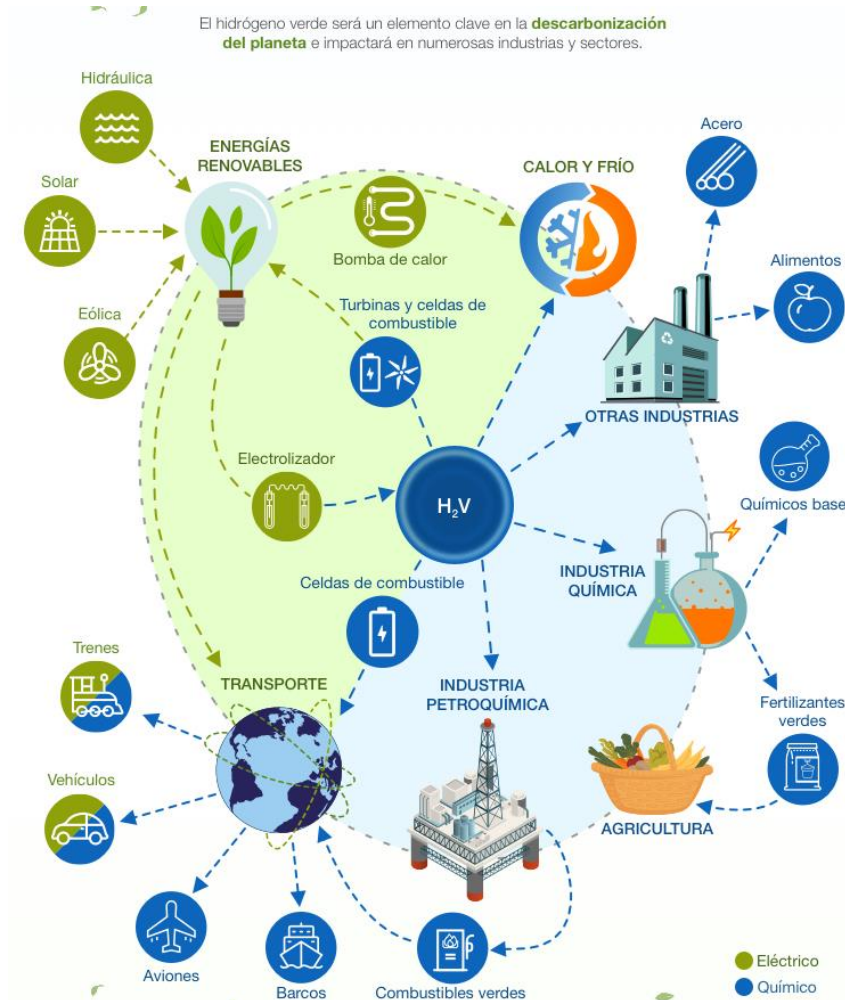 El hidrógeno verde será un elemento clave en la descarbonización
del planeta e impactará en numerosas industrias y sectores.
Hidráulica
Solar
Eólica
ENERGÍAS
RENOVABLES
Bomba de calor
CALOR Y FRÍO
Acero
Alimentos
Turbinas y celdas de
combustible
OTRAS INDUSTRIAS
Electrolizador
H₂V
Químicos base
INDUSTRIA
QUÍMICA
Celdas de combustible
Trenes
TRANSPORTE
INDUSTRIA
PETROQUÍMICA
Fertilizantes
verdes
Vehículos
AGRICULTURA
Aviones
Barcos
Combustibles verdes
Eléctrico
Químico